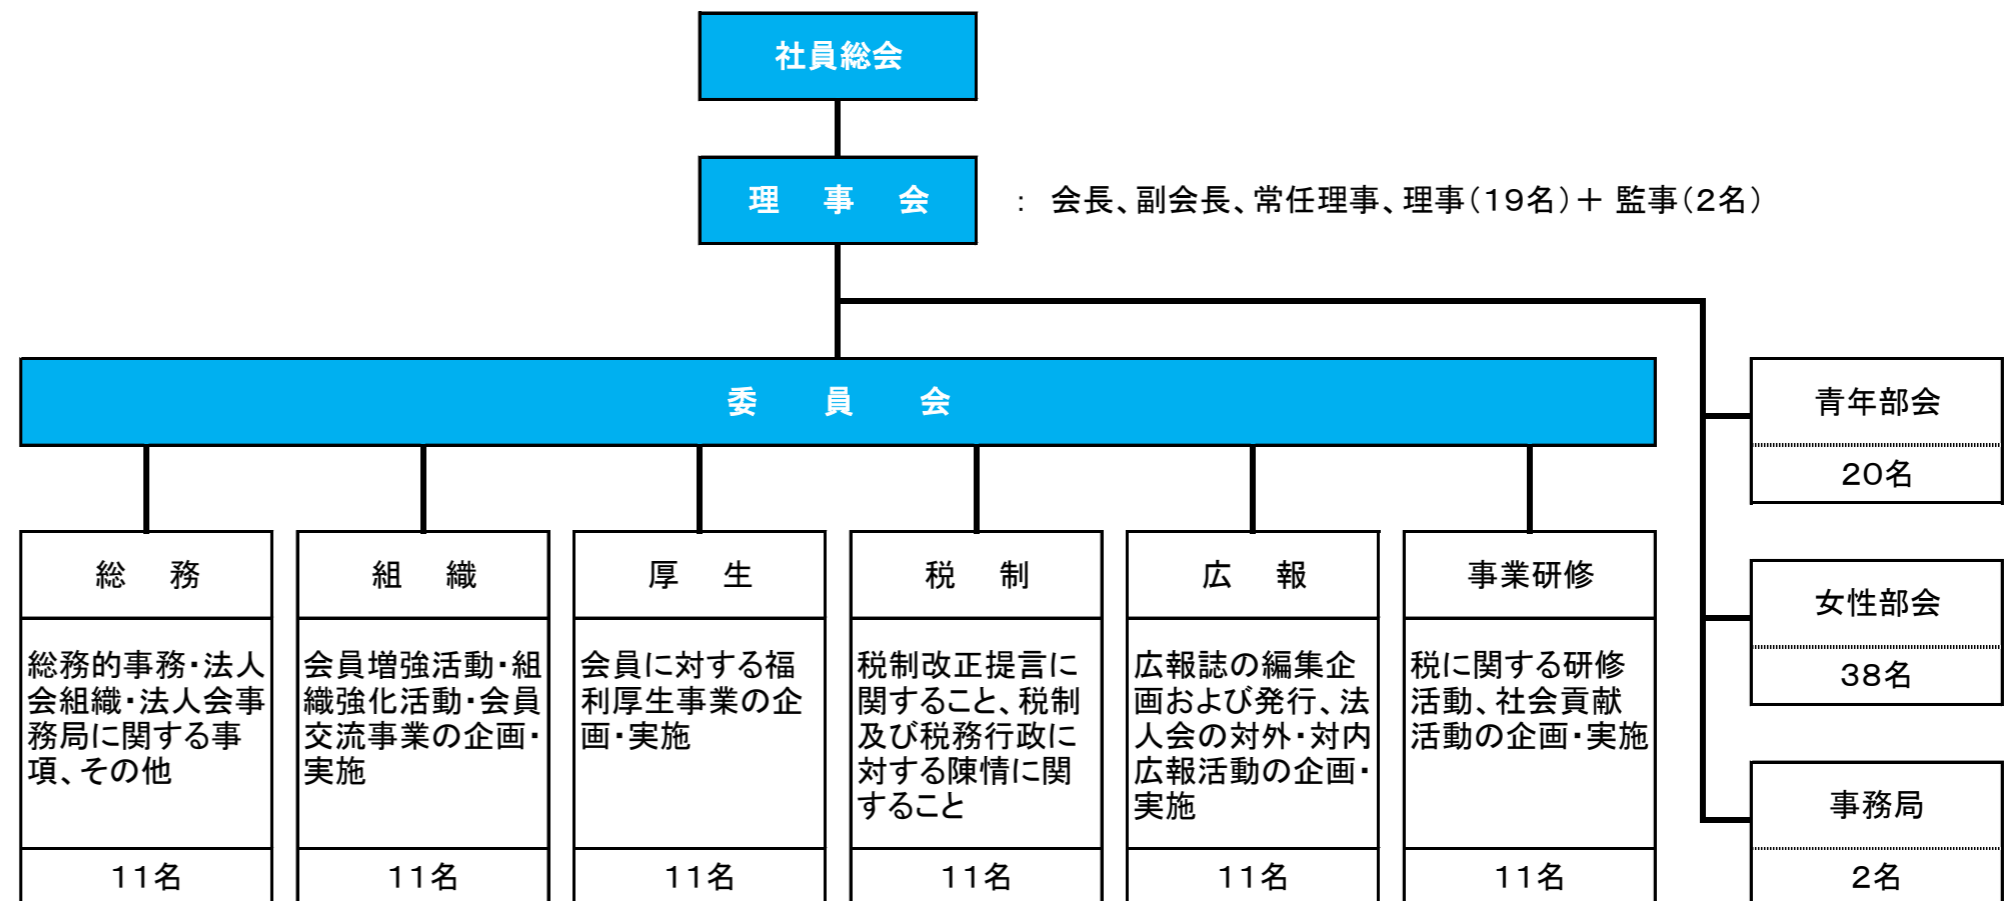 社員総会
理 事 会 : 会長、副会長、常任理事、理事(19名)+ 監事(2名)
委 員 会
青年部会
20名
女性部会
38名
事務局
2名
総 務
総務的事務・法人
会組織・法人会事
務局に関する事
項、その他
11名
組 織
会員増強活動・組
織強化活動・会員
交流事業の企画・
実施
11名
厚 生
会員に対する福
利厚生事業の企
画・実施
11名
税 制
税制改正提言に
関すること、税制
及び税務行政に
対する陳情に関
すること
11名
広 報
広報誌の編集企
画および発行、法
人会の対外・対内
広報活動の企画・
実施
11名
事業研修
税に関する研修
活動、社会貢献
活動の企画・実施
11名